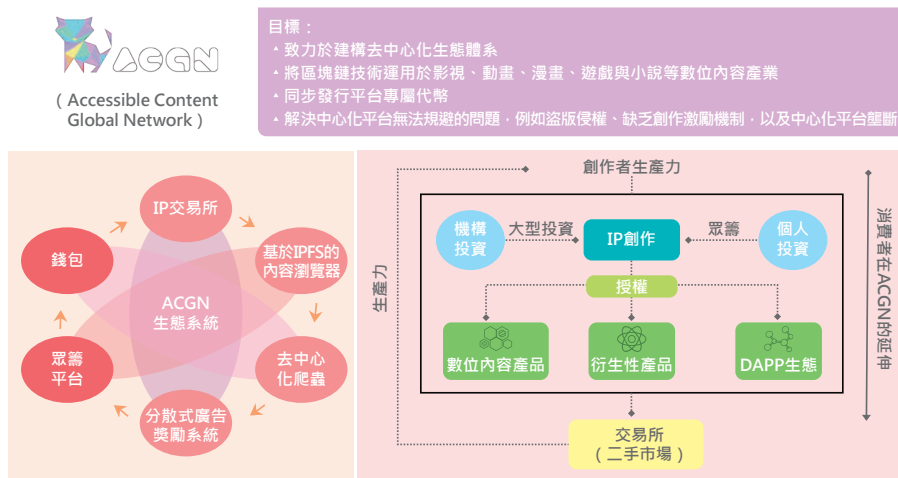 ACGN
( Accessible Content
Global Network )
目標：
▲致力於建構去中心化生態體系
▲將區塊鏈技術運用於影視、動畫、漫畫、遊戲與小說等數位內容產業
▲同步發行平台專屬代幣
▲解決中心化平台無法規避的問題，例如盜版侵權、缺乏創作激勵機制，以及中心化平台壟斷
IP交易所
基於IPFS的
內容瀏覽器
去中心
化爬蟲
分散式廣告
獎勵系統
眾籌
平台
錢包
ACGN
生態系統
創作者生產力
機構
投資
大型投資
IP創作
眾籌
個人
投資
授權
數位內容產品
衍生性產品
DAPP生態
交易所
（二手市場）
生產力
消費者在ACGN的延伸